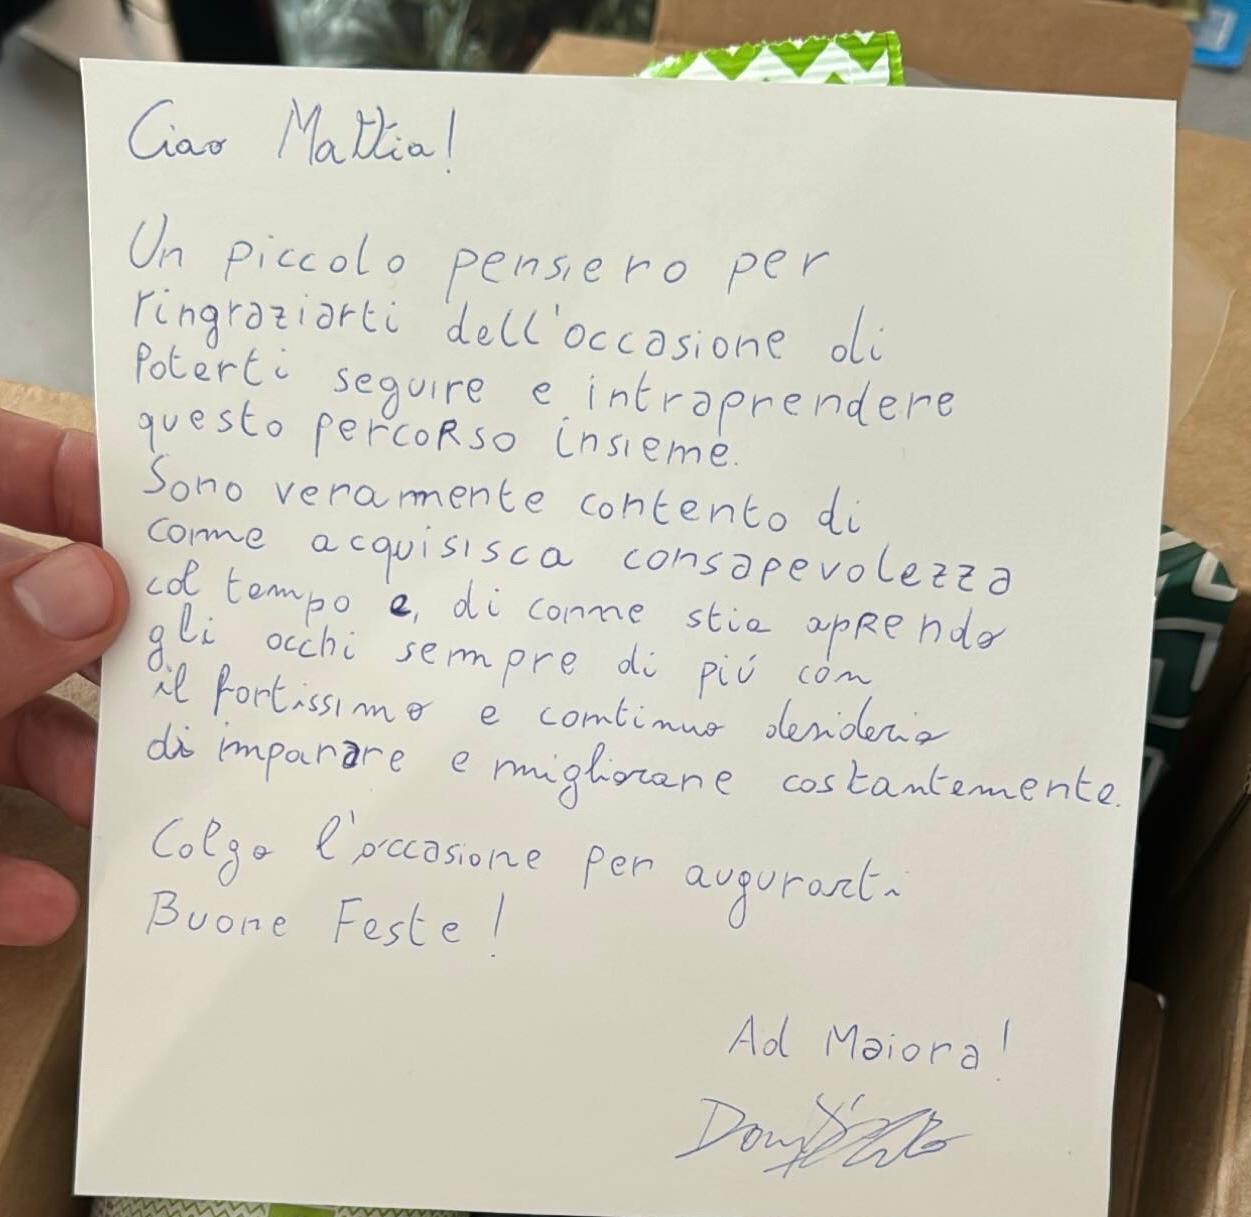 Ciao Mattia!
Un piccolo pensiero per
ringraziarti dell'occasione di
Poterti seguire e intraprendere
questo percorso insieme.
Sono veramente contento di
come acquisisca consapevolezza
col tempo e, di come stia aprendo
gli occhi sempre di piú con
il fortissimo e continuo desiderio
di imparare e migliorare costantemente.
Colgo l'occasione per augurarti
Buone Feste!
Ad Maiora!